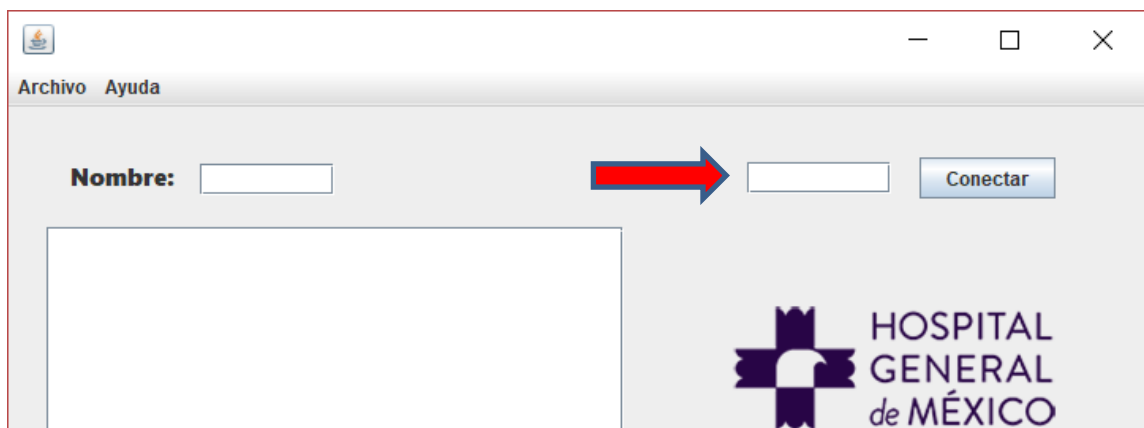 Archivo Ayuda
Nombre:
Conectar
HOSPITAL
GENERAL
de MÉXICO